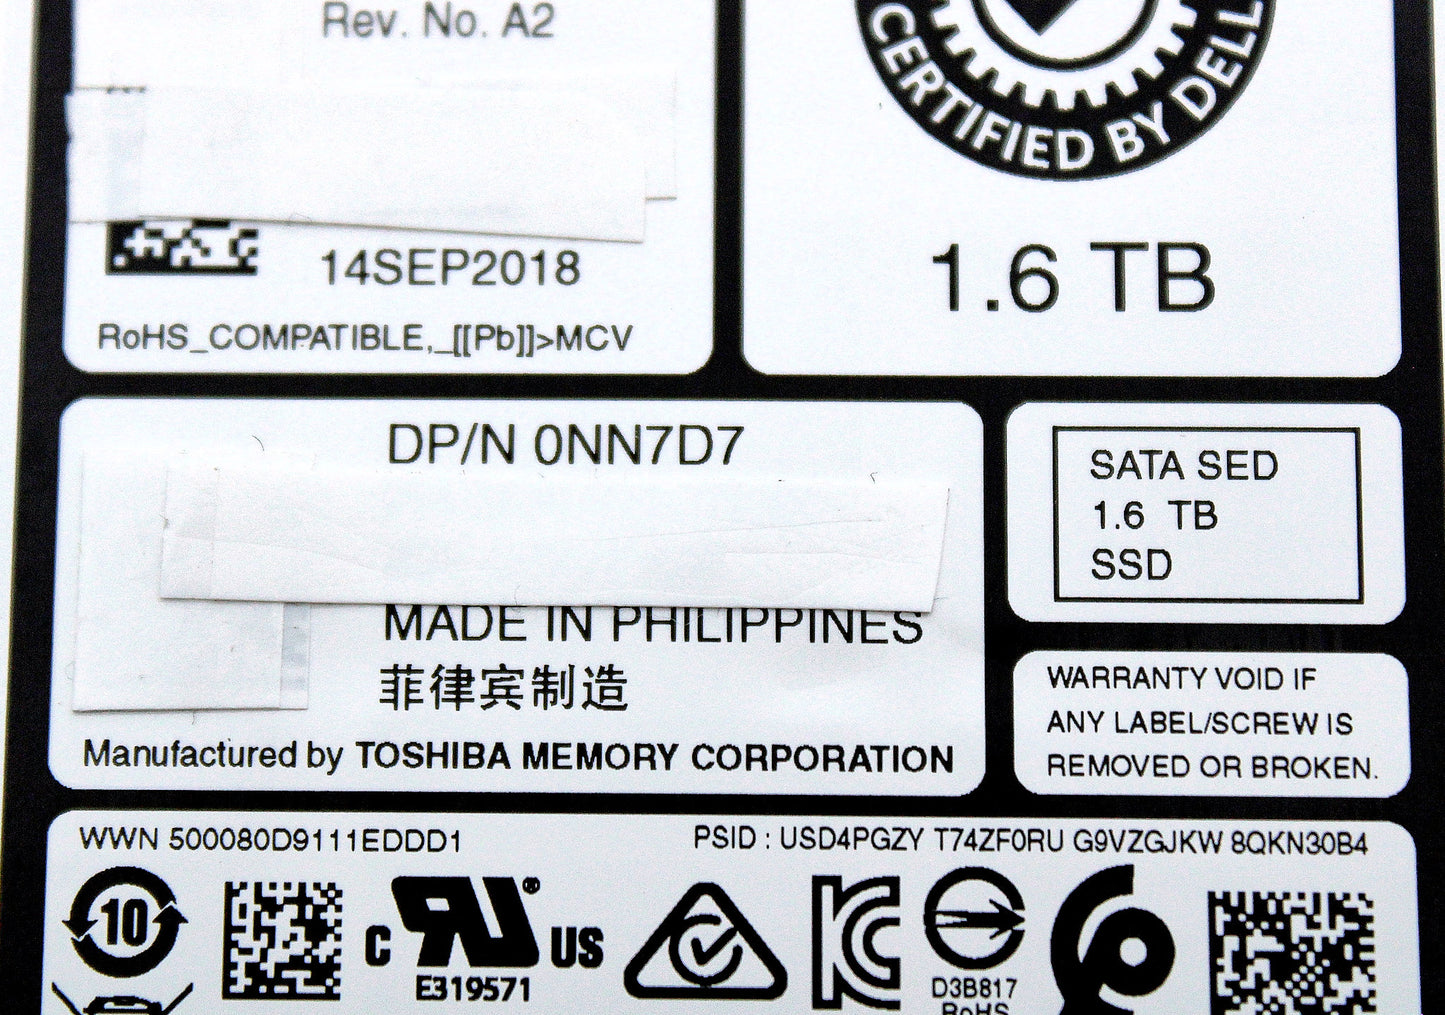 Rev. No. A2
14SEP2018
RoHS_COMPATIBLE,_[[Pb]]>MCV
CERTIFIED BY DELL
1.6 TB
DP/N 0NN7D7
MADE IN PHILIPPINES
菲律宾制造
Manufactured by TOSHIBA MEMORY CORPORATION
SATA SED
1.6 TB
SSD
WARRANTY VOID IF
ANY LABEL/SCREW IS
REMOVED OR BROKEN.
WWN 500080D9111EDDD1
PSID : USD4PGZY T74ZF0RU G9VZGJKW 8QKN30B4
10
C
US
E319571
D3B817
RoHS